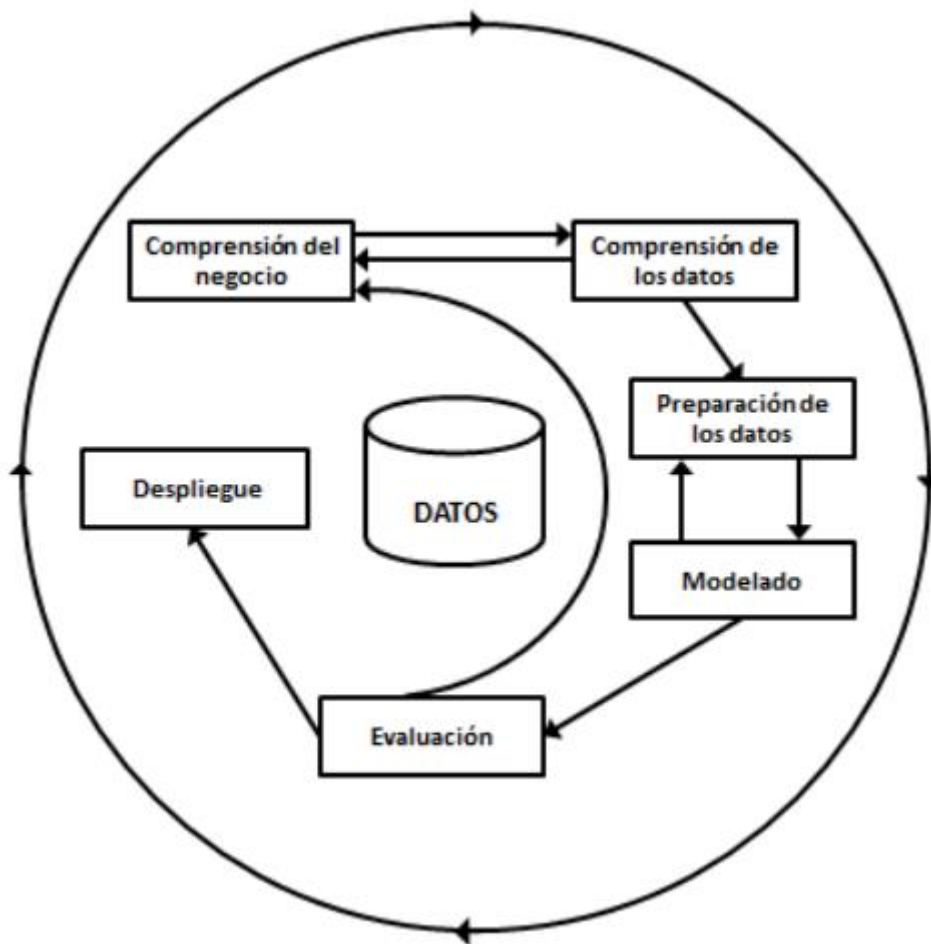 Comprensión del
negocio
Comprensión de
los datos
Preparación de
los datos
Despliegue
DATOS
Modelado
Evaluación